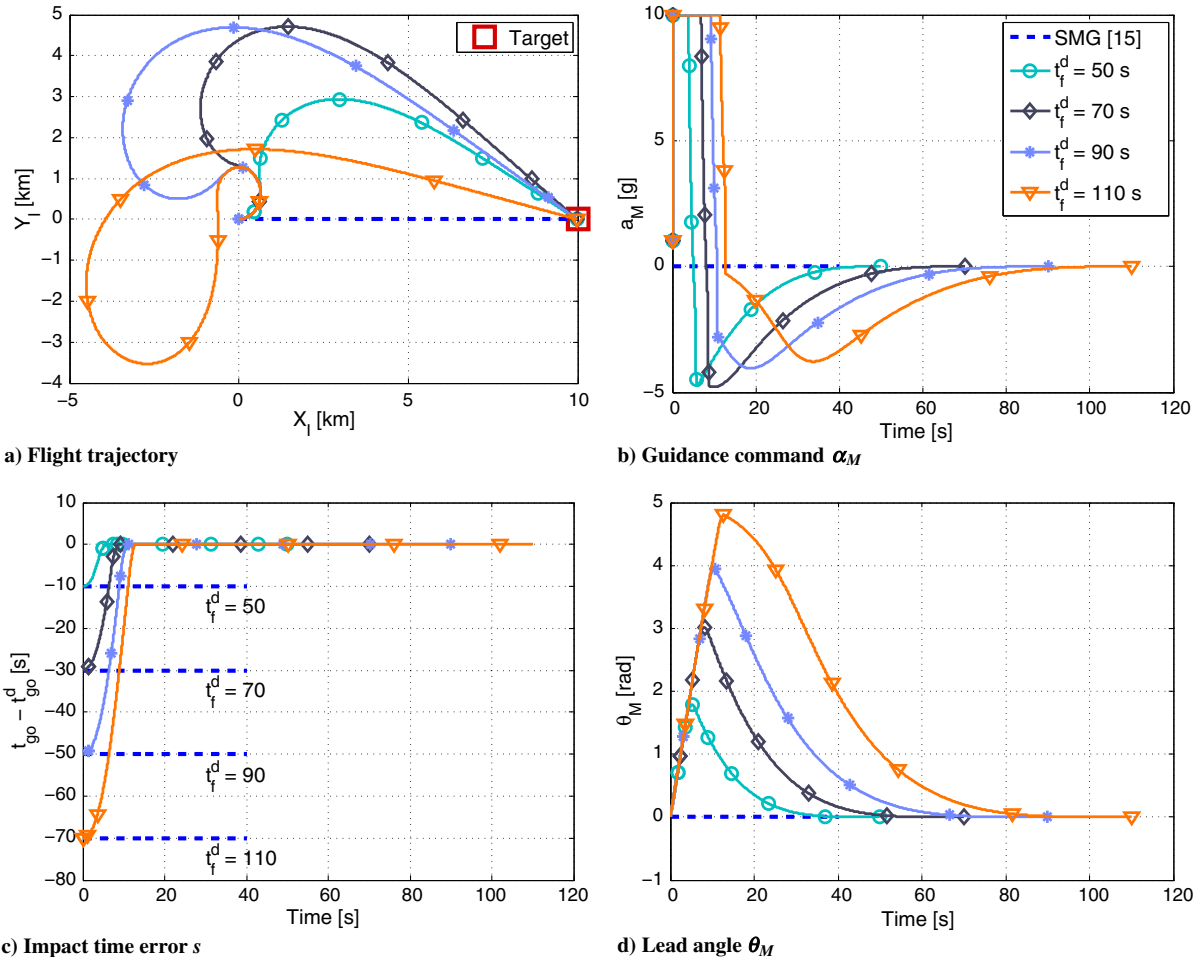 5
4
3
2
1
0
−1
−2
−3
4
−5
0
5
10
Y_I [km]
X_I [km]
Target
a) Flight trajectory
10
5
0
−5
0
20
40
60
80
100
120
a_M [g]
Time [s]
SMG [15]
t_f^d = 50 s
t_f^d = 70 s
t_f^d = 90 s
t_f^d = 110 s
b) Guidance command α_M
10
0
−10
−20
−30
−40
−50
−60
−70
−80
0
20
40
60
80
100
120
t_go − t_go^d [s]
Time [s]
t_f^d = 50
t_f^d = 70
t_f^d = 90
t_f^d = 110
c) Impact time error s
5
4
3
2
1
0
−1
0
20
40
60
80
100
120
θ_M [rad]
Time [s]
d) Lead angle θ_M